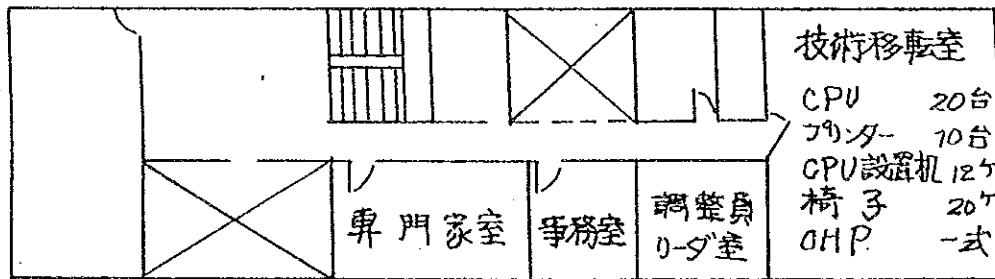 技術移転室
CPU 20台
プリンター 10台
CPU設置机 12ケ
椅子 20ケ
OHP 一式
専門家室
事務室
調整員
リーダ室